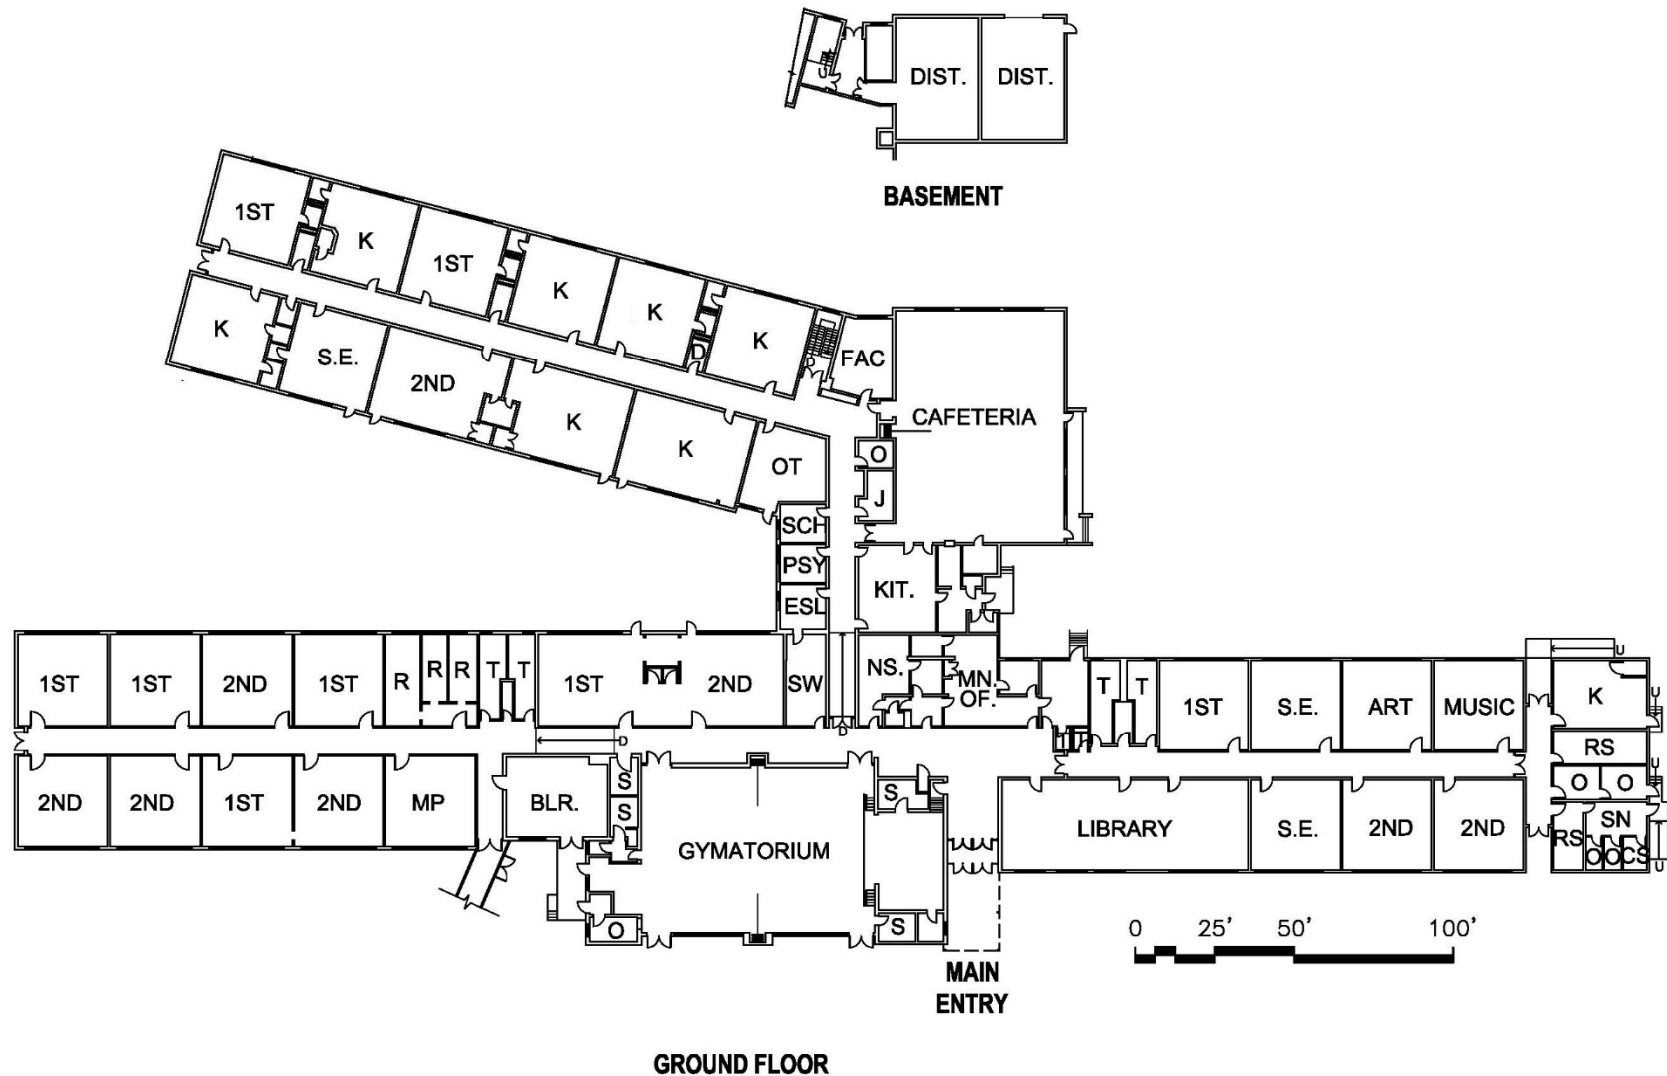 DIST. DIST.
BASEMENT
1ST
K
1ST
K
K
K
D
D
FAC
K
S.E.
2ND
K
K
OT
CAFETERIA
O
J
SCH
PSY
ESL
KIT.
1ST 1ST 2ND 1ST R R R T T 1ST 2ND SW NS. MN.
OF.
T T 1ST S.E. ART MUSIC K
U
U
D
D
RS
U
O O
2ND 2ND 1ST 2ND MP BLR. S
S
GYMATORIUM
S
LIBRARY S.E. 2ND 2ND
RS
SN
O O CS
U
O
S
0 25' 50' 100'
MAIN
ENTRY
GROUND FLOOR